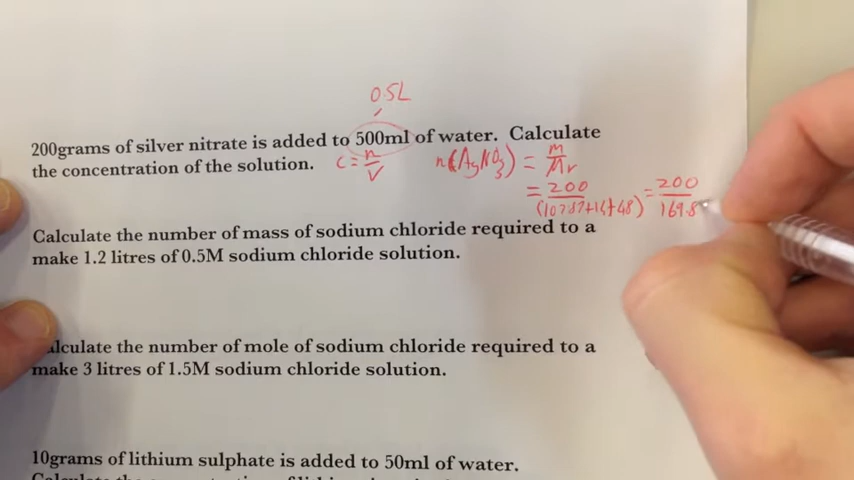 0.5L
200grams of silver nitrate is added to 500ml of water. Calculate
the concentration of the solution. c = n/V n(AgNO3) = m/Mr
= 200/(107.87+14+48) = 200/169.8
Calculate the number of mass of sodium chloride required to a
make 1.2 litres of 0.5M sodium chloride solution.
alculate the number of mole of sodium chloride required to a
make 3 litres of 1.5M sodium chloride solution.
10grams of lithium sulphate is added to 50ml of water.